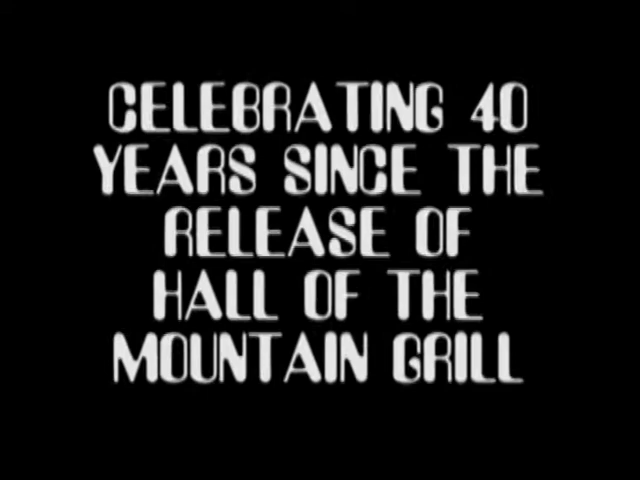 CELEBRATING 40
YEARS SINCE THE
RELEASE OF
HALL OF THE
MOUNTAIN GRILL